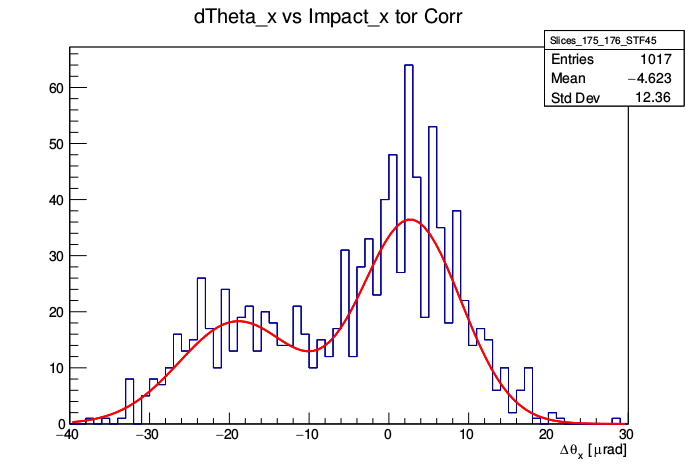 dTheta_x vs Impact_x tor Corr
Slices_175_176_STF45
Entries 1017
Mean −4.623
Std Dev 12.36
60
50
40
30
20
10
0
−40 −30 −20 −10 0 10 20 30
Δθx [μrad]